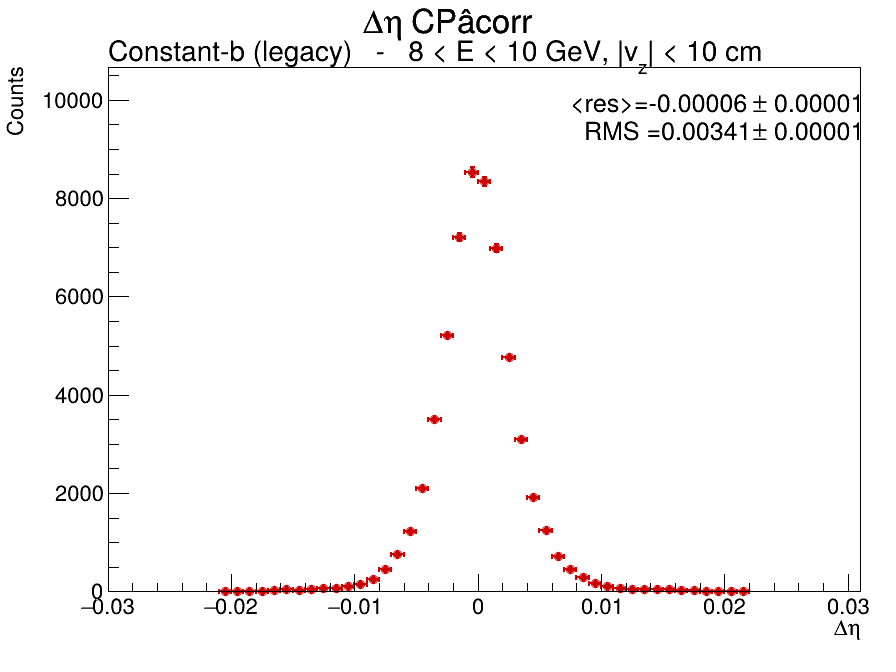 Δη CPâcorr
Constant-b (legacy) - 8 < E < 10 GeV, |v_z| < 10 cm
<res>=-0.00006 ± 0.00001
RMS =0.00341± 0.00001
Counts
10000
8000
6000
4000
2000
0
−0.03 −0.02 −0.01 0 0.01 0.02 0.03
Δη